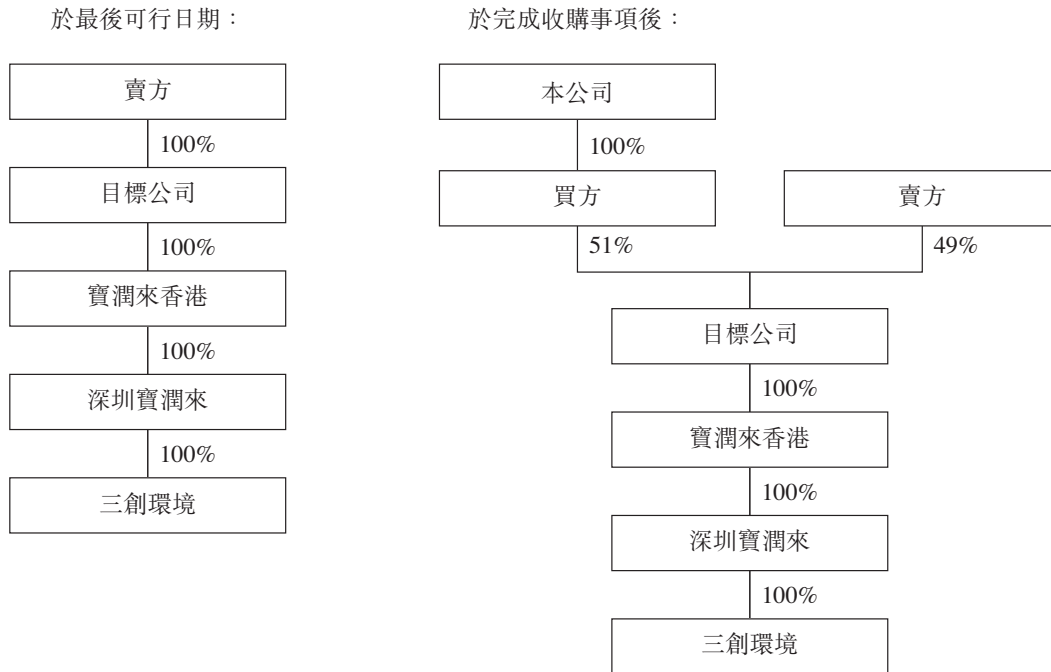 於最後可行日期：
賣方
100%
目標公司
100%
寶潤來香港
100%
深圳寶潤來
100%
三創環境
於完成收購事項後：
本公司
100%
買方
賣方
51%
49%
目標公司
100%
寶潤來香港
100%
深圳寶潤來
100%
三創環境